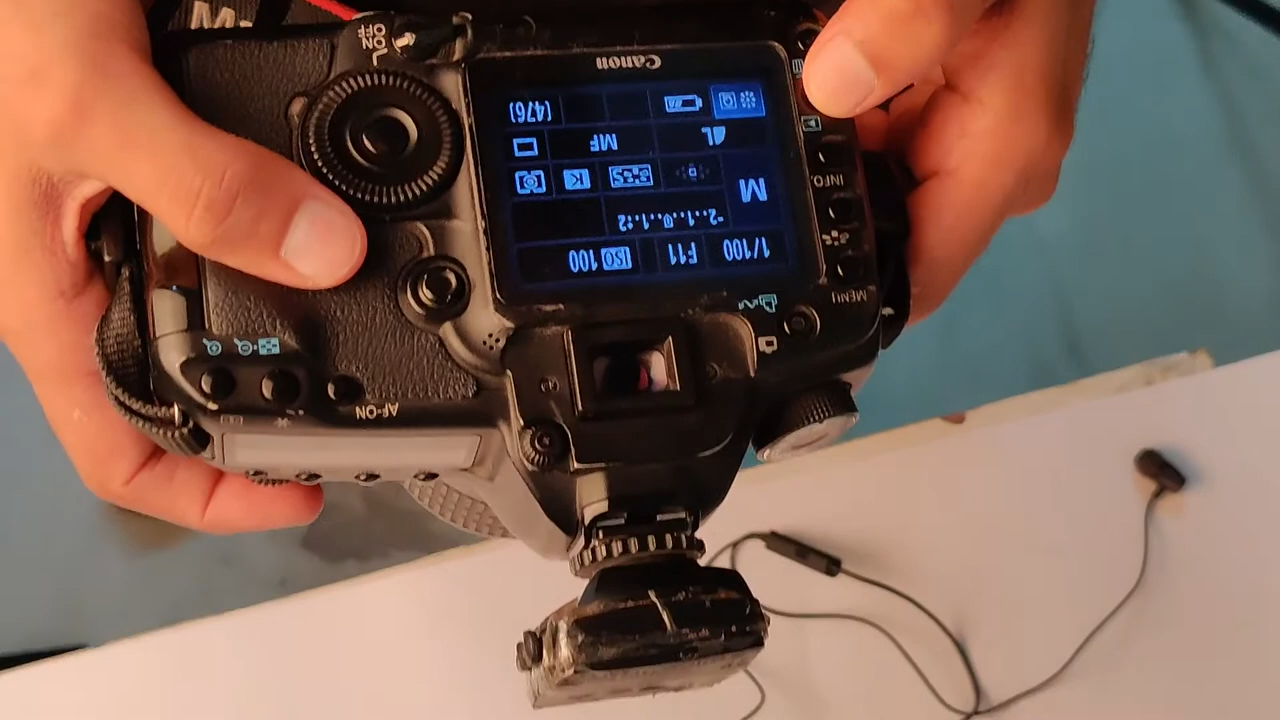 M
ON
OFF
Canon
1/100 F11 ISO 100
-2..1..0..1.:2
M
S K
L MF
(476)
MENU
INFO.
AF-ON